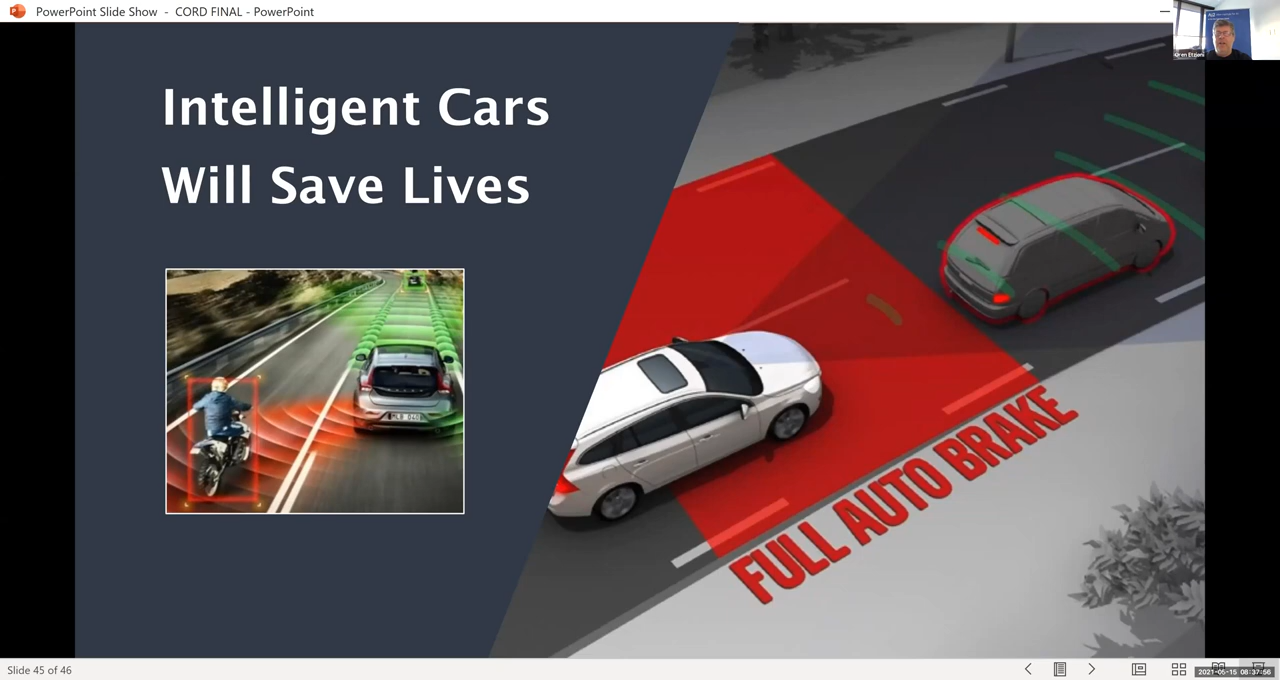 PowerPoint Slide Show - CORD FINAL - PowerPoint
Intelligent Cars
Will Save Lives
FULL AUTO BRAKE
Slide 45 of 46
2021-05-15 08:37:56